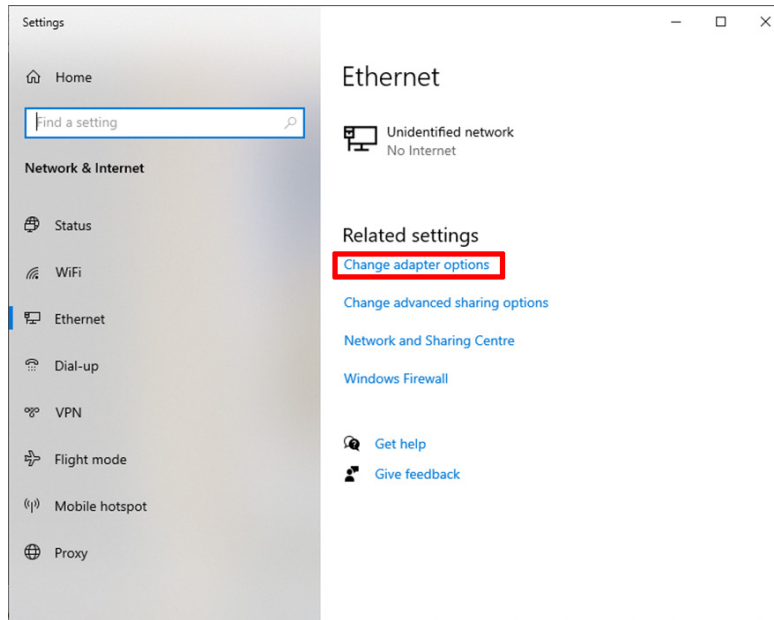 Settings
Home
Find a setting
Network & Internet
Status
WiFi
Ethernet
Dial-up
VPN
Flight mode
Mobile hotspot
Proxy
Ethernet
Unidentified network
No Internet
Related settings
Change adapter options
Change advanced sharing options
Network and Sharing Centre
Windows Firewall
Get help
Give feedback